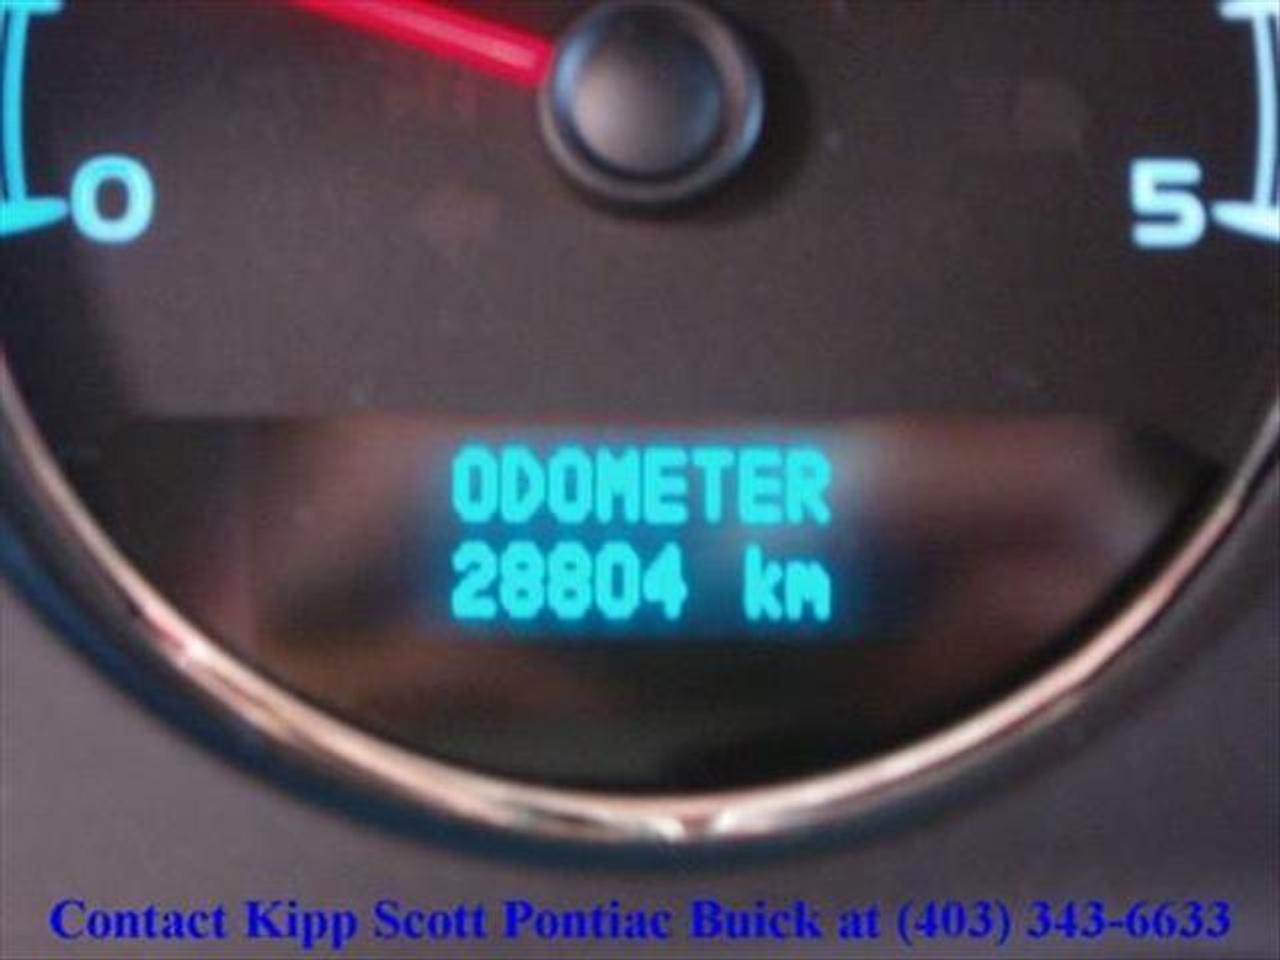 0 5
ODOMETER
28804 km
Contact Kipp Scott Pontiac Buick at (403) 343-6633